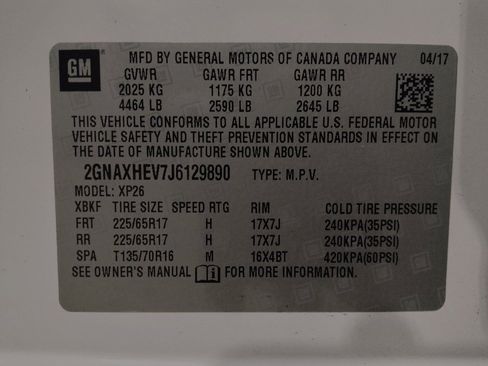 GM
MFD BY GENERAL MOTORS OF CANADA COMPANY 04/17
GVWR GAWR FRT GAWR RR
2025 KG 1175 KG 1200 KG
4464 LB 2590 LB 2645 LB
THIS VEHICLE CONFORMS TO ALL APPLICABLE U.S. FEDERAL MOTOR
VEHICLE SAFETY AND THEFT PREVENTION STANDARDS IN EFFECT ON
THE DATE OF MANUFACTURE SHOWN ABOVE.
2GNAXHEV7J6129890 TYPE: M.P.V.
MODEL: XP26
XBKF TIRE SIZE SPEED RTG RIM COLD TIRE PRESSURE
FRT 225/65R17 H 17X7J 240KPA(35PSI)
RR 225/65R17 H 17X7J 240KPA(35PSI)
SPA T135/70R16 M 16X4BT 420KPA(60PSI)
SEE OWNER'S MANUAL FOR MORE INFORMATION.